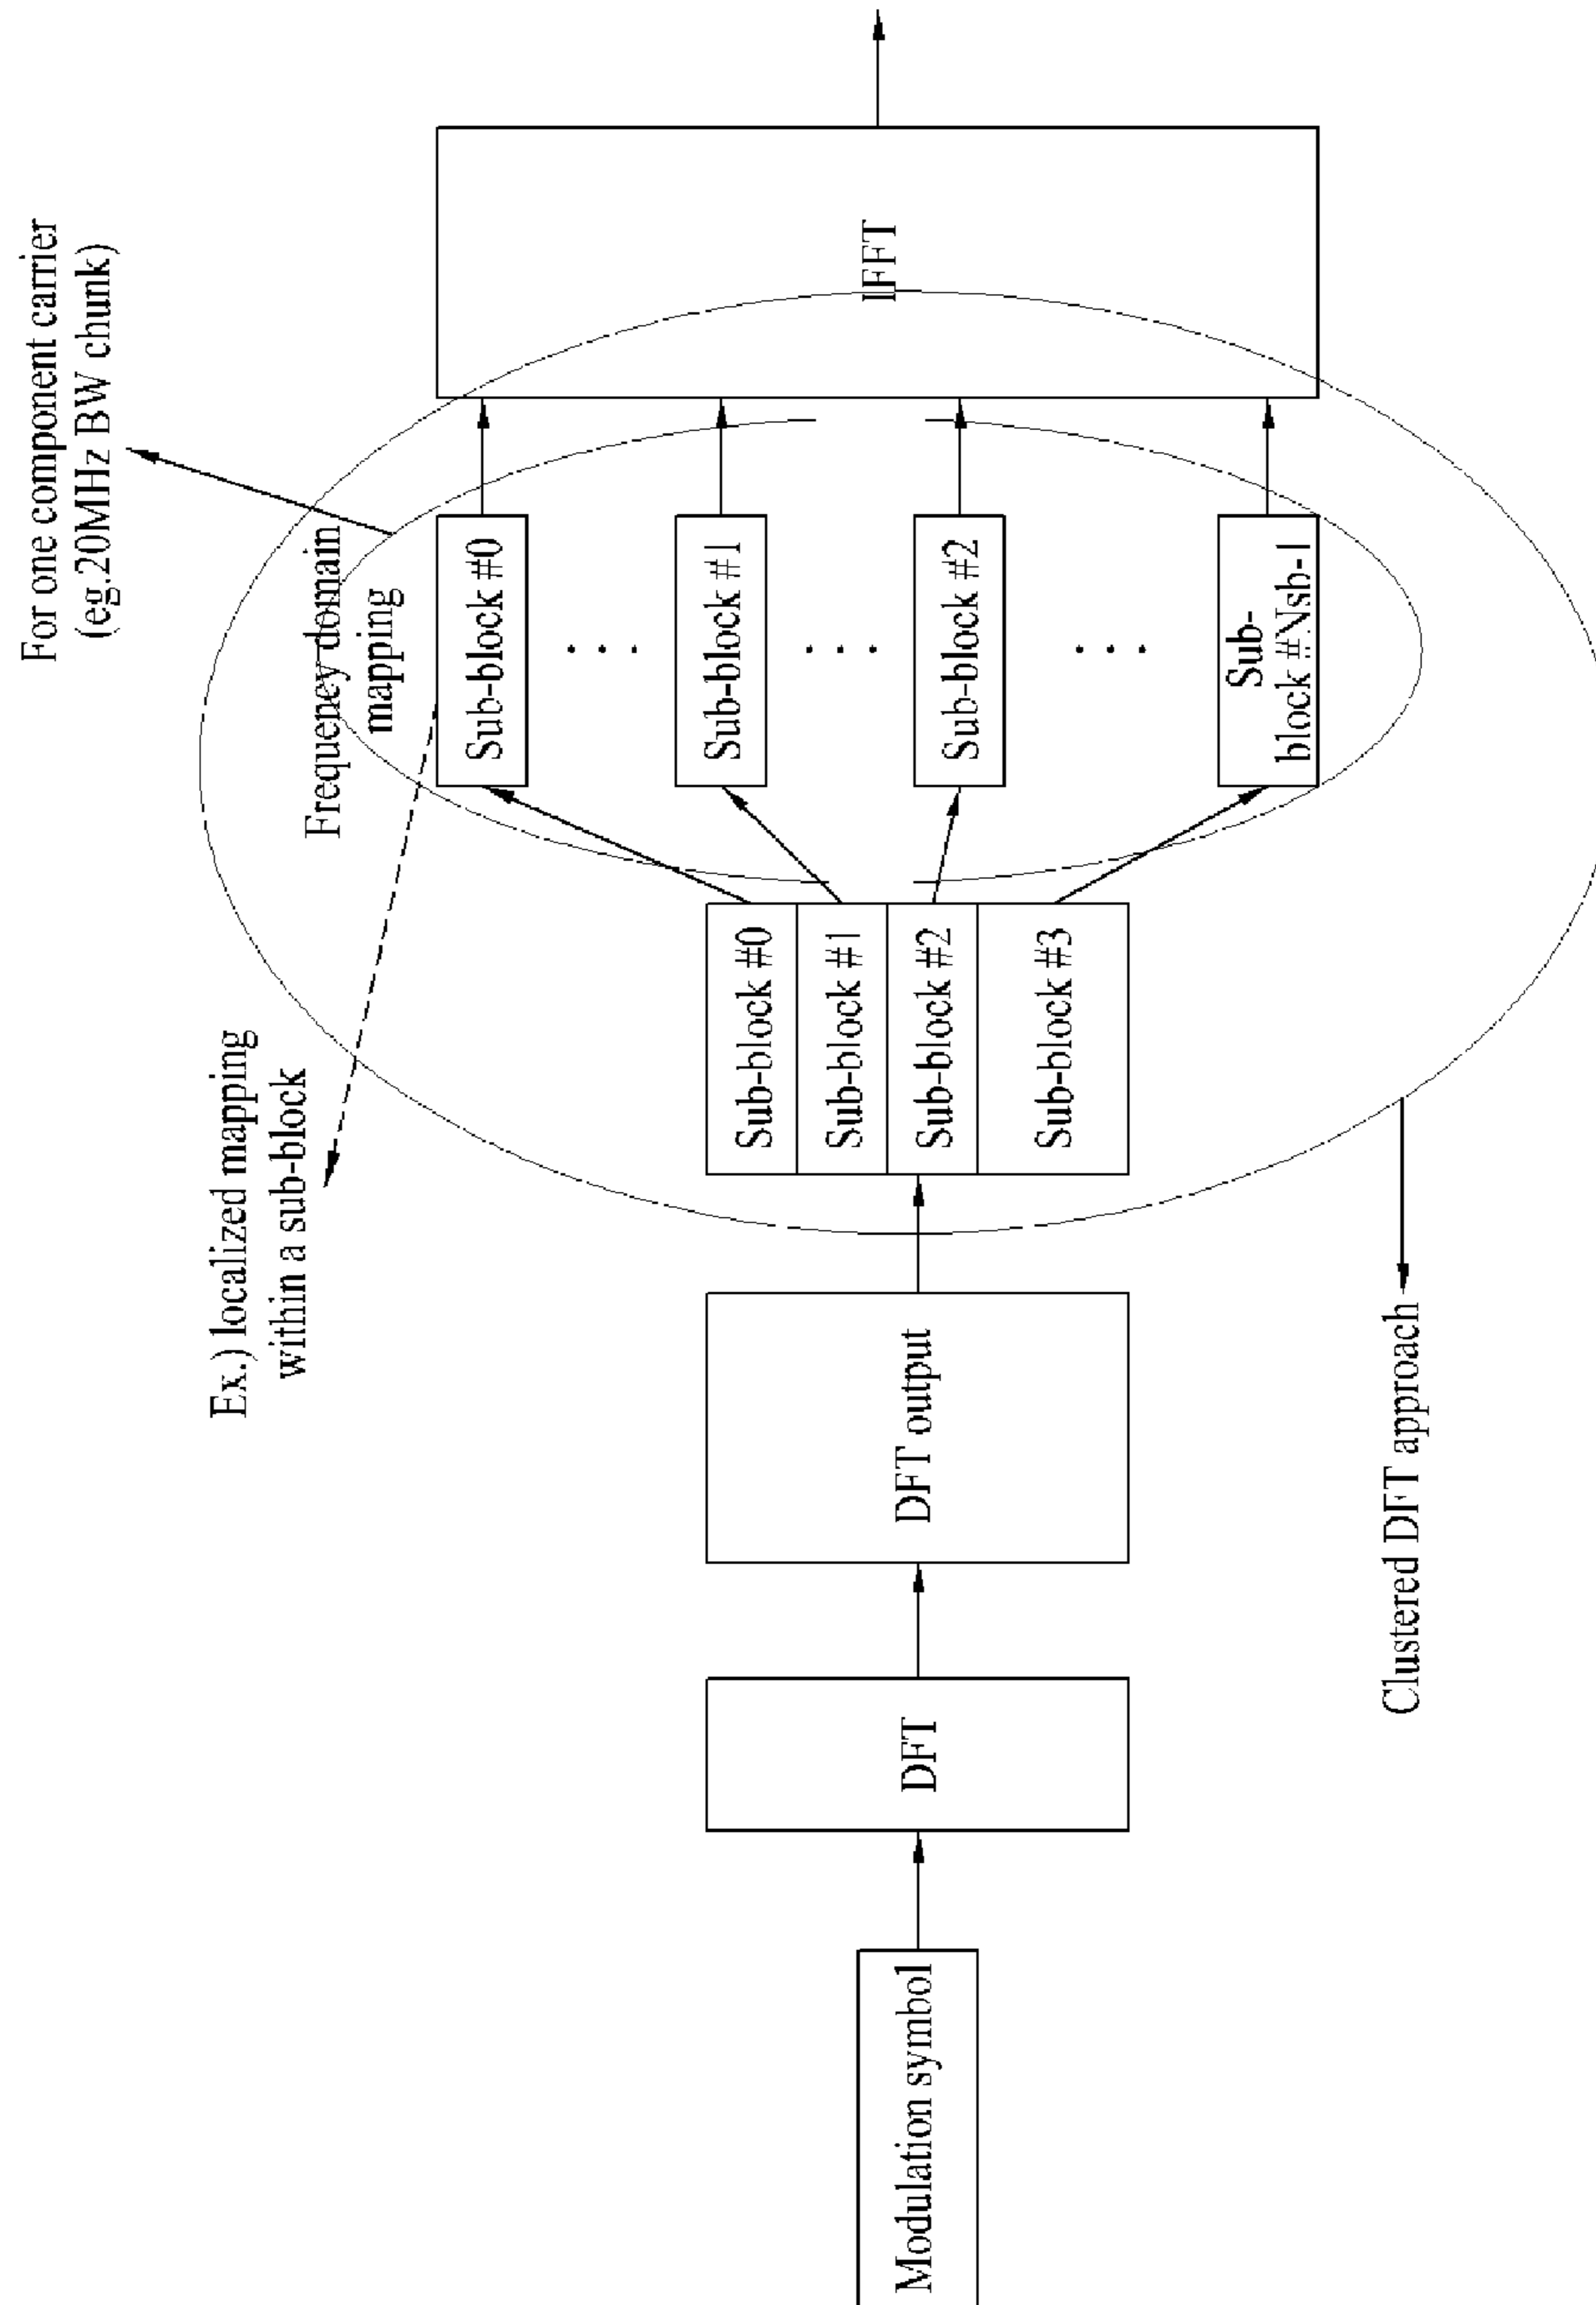 Modulation symbol
DFT
DFT output
Sub-block #0
Sub-block #1
Sub-block #2
Sub-block #3
Ex.) localized mapping
within a sub-block
Frequency domain
mapping
For one component carrier
(eg.20MHz BW chunk)
Sub-block #0
. . .
Sub-block #1
. . .
Sub-block #2
. . .
Sub-
block #Nsb-1
IFFT
Clustered DFT approach